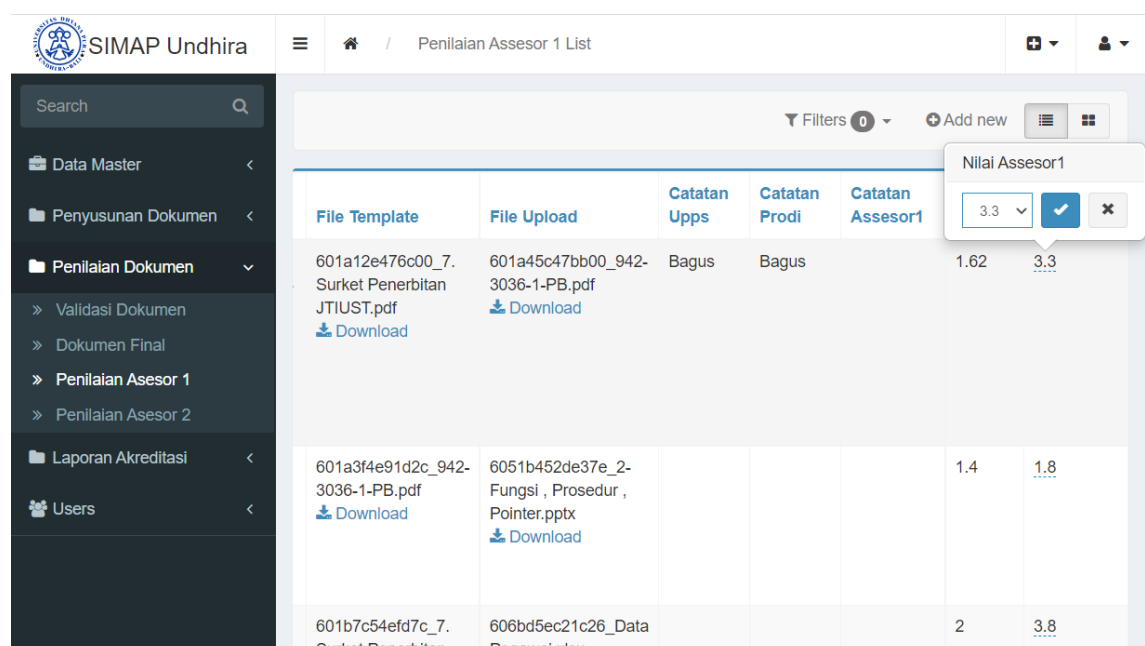 SIMAP Undhira
/ Penilaian Assesor 1 List
Search
Filters 0
Add new
Nilai Assesor1
3.3
Data Master
Penyusunan Dokumen
Penilaian Dokumen
» Validasi Dokumen
» Dokumen Final
» Penilaian Asesor 1
» Penilaian Asesor 2
Laporan Akreditasi
Users
File Template
File Upload
Catatan
Upps
Catatan
Prodi
Catatan
Assesor1
601a12e476c00_7.
Surket Penerbitan
JTIUST.pdf
Download
601a45c47bb00_942-
3036-1-PB.pdf
Download
Bagus
Bagus
1.62
3.3
601a3f4e91d2c_942-
3036-1-PB.pdf
Download
6051b452de37e_2-
Fungsi , Prosedur ,
Pointer.pptx
Download
1.4
1.8
601b7c54efd7c_7.
606bd5ec21c26_Data
2
3.8